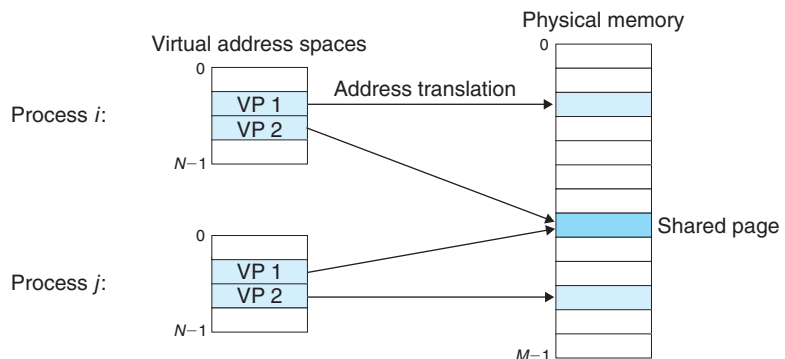 Physical memory
Virtual address spaces
0
0
Process i:
VP 1
VP 2
Address translation
N–1
Shared page
0
Process j:
VP 1
VP 2
N–1
M–1